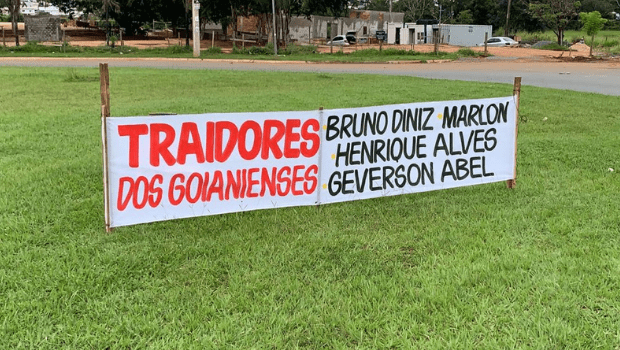 TRAIDORES
DOS GOIANIENSES
BRUNO DINIZ • MARLON
• HENRIQUE ALVES
• GEVERSON ABEL